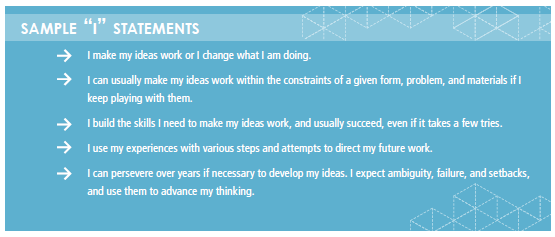 SAMPLE “I” STATEMENTS
→ I make my ideas work or I change what I am doing.
→ I can usually make my ideas work within the constraints of a given form, problem, and materials if I
keep playing with them.
→ I build the skills I need to make my ideas work, and usually succeed, even if it takes a few tries.
→ I use my experiences with various steps and attempts to direct my future work.
→ I can persevere over years if necessary to develop my ideas. I expect ambiguity, failure, and setbacks,
and use them to advance my thinking.